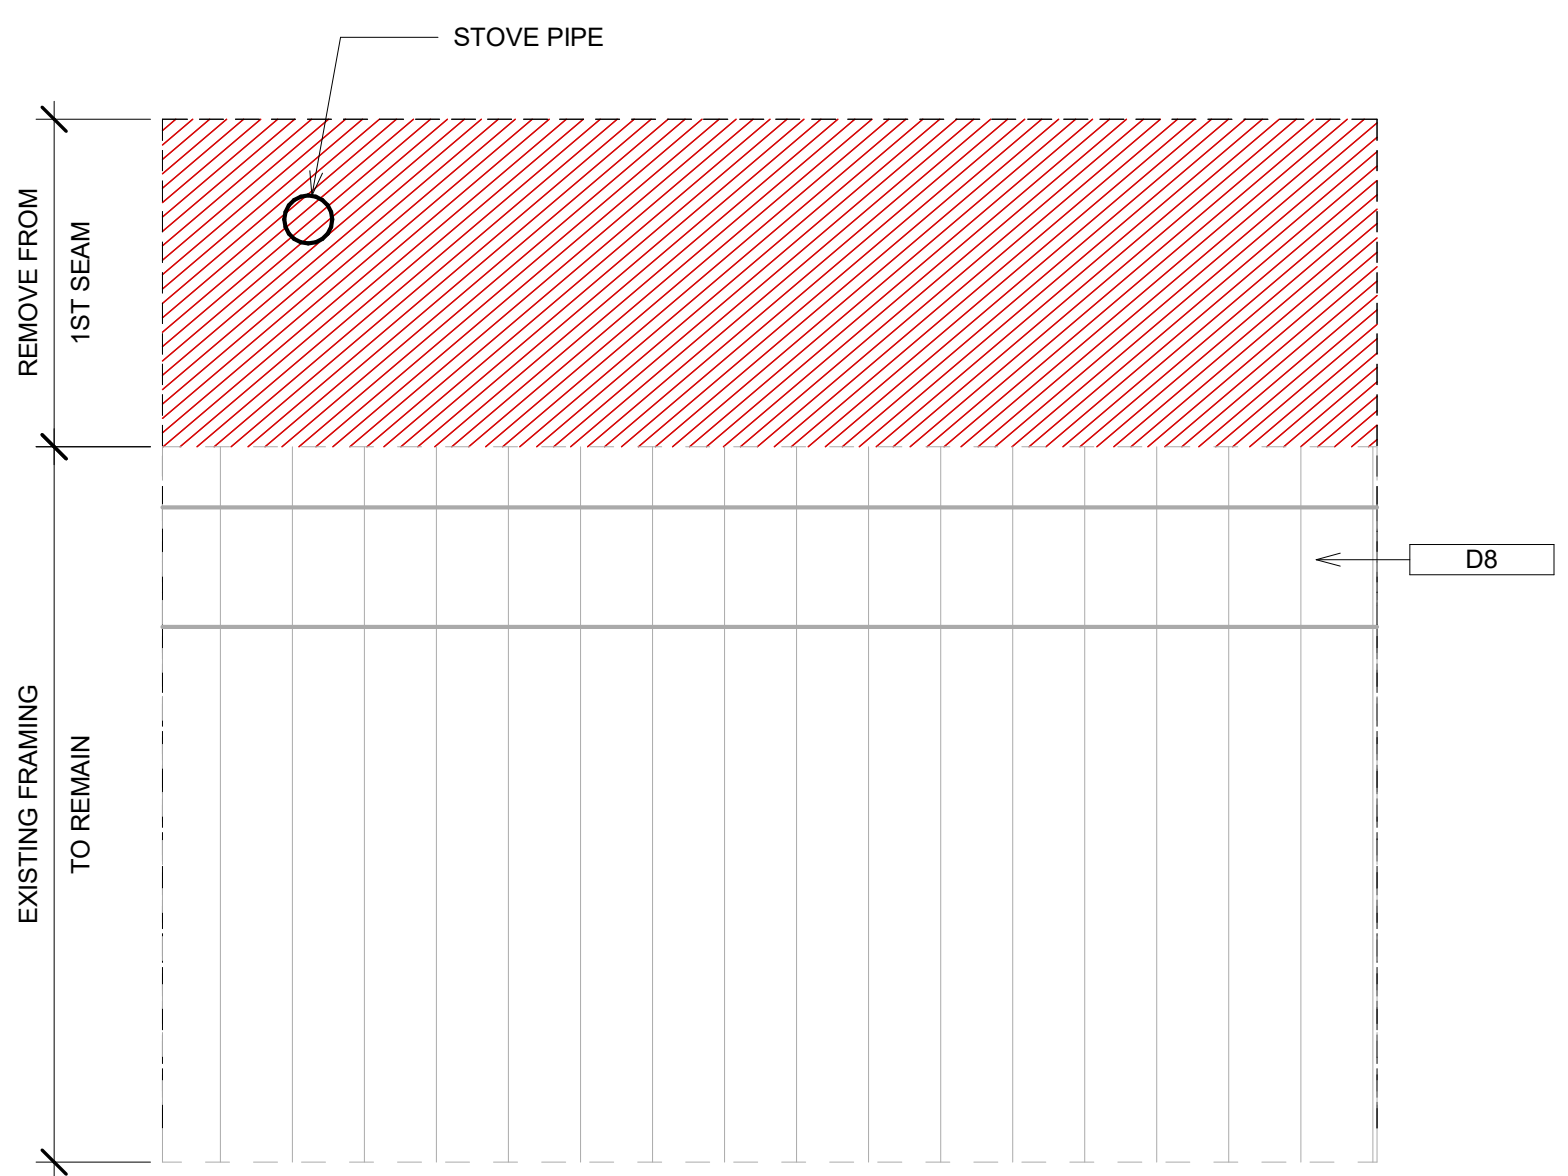 STOVE PIPE
REMOVE FROM
1ST SEAM
D8
EXISTING FRAMING
TO REMAIN